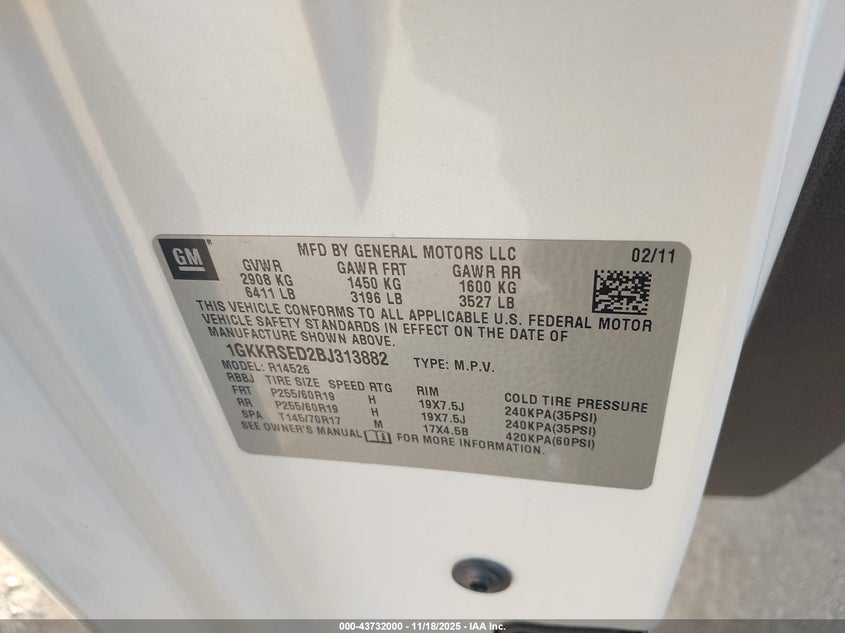 GM ®
MFD BY GENERAL MOTORS LLC 02/11
GVWR GAWR FRT GAWR RR
2908 KG 1450 KG 1600 KG
6411 LB 3196 LB 3527 LB
THIS VEHICLE CONFORMS TO ALL APPLICABLE U.S. FEDERAL MOTOR
VEHICLE SAFETY STANDARDS IN EFFECT ON THE DATE OF
MANUFACTURE SHOWN ABOVE.
1GKKRSED2BJ313882 TYPE: M.P.V.
MODEL: R14526
RBBJ TIRE SIZE SPEED RTG RIM COLD TIRE PRESSURE
FRT P255/60R19 H 19X7.5J 240KPA(35PSI)
RR P255/60R19 H 19X7.5J 240KPA(35PSI)
SPA T145/70R17 M 17X4.5B 420KPA(60PSI)
SEE OWNER'S MANUAL FOR MORE INFORMATION.
000-43732000 - 11/18/2025 - IAA Inc.